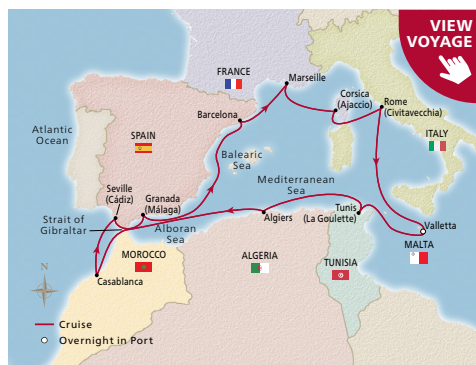 VIEW
VOYAGE
FRANCE
Marseille
Corsica
(Ajaccio)
Rome
(Civitavecchia)
Barcelona
ITALY
Atlantic
Ocean
SPAIN
Balearic
Sea
Mediterranean
Sea
Seville
(Cádiz)
Granada
(Málaga)
Strait of
Gibraltar
Alboran
Sea
Algiers
Tunis
(La Goulette)
Valletta
MALTA
MOROCCO
ALGERIA
TUNISIA
N
Casablanca
Cruise
Overnight in Port